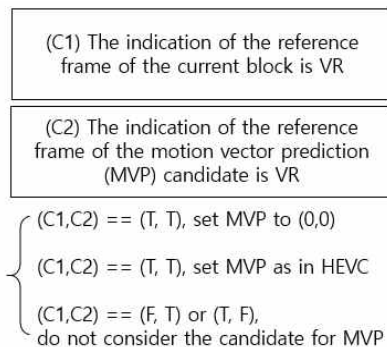 (C1) The indication of the reference
frame of the current block is VR
(C2) The indication of the reference
frame of the motion vector prediction
(MVP) candidate is VR
(C1,C2) == (T, T), set MVP to (0,0)
(C1,C2) == (T, T), set MVP as in HEVC
(C1,C2) == (F, T) or (T, F),
do not consider the candidate for MVP